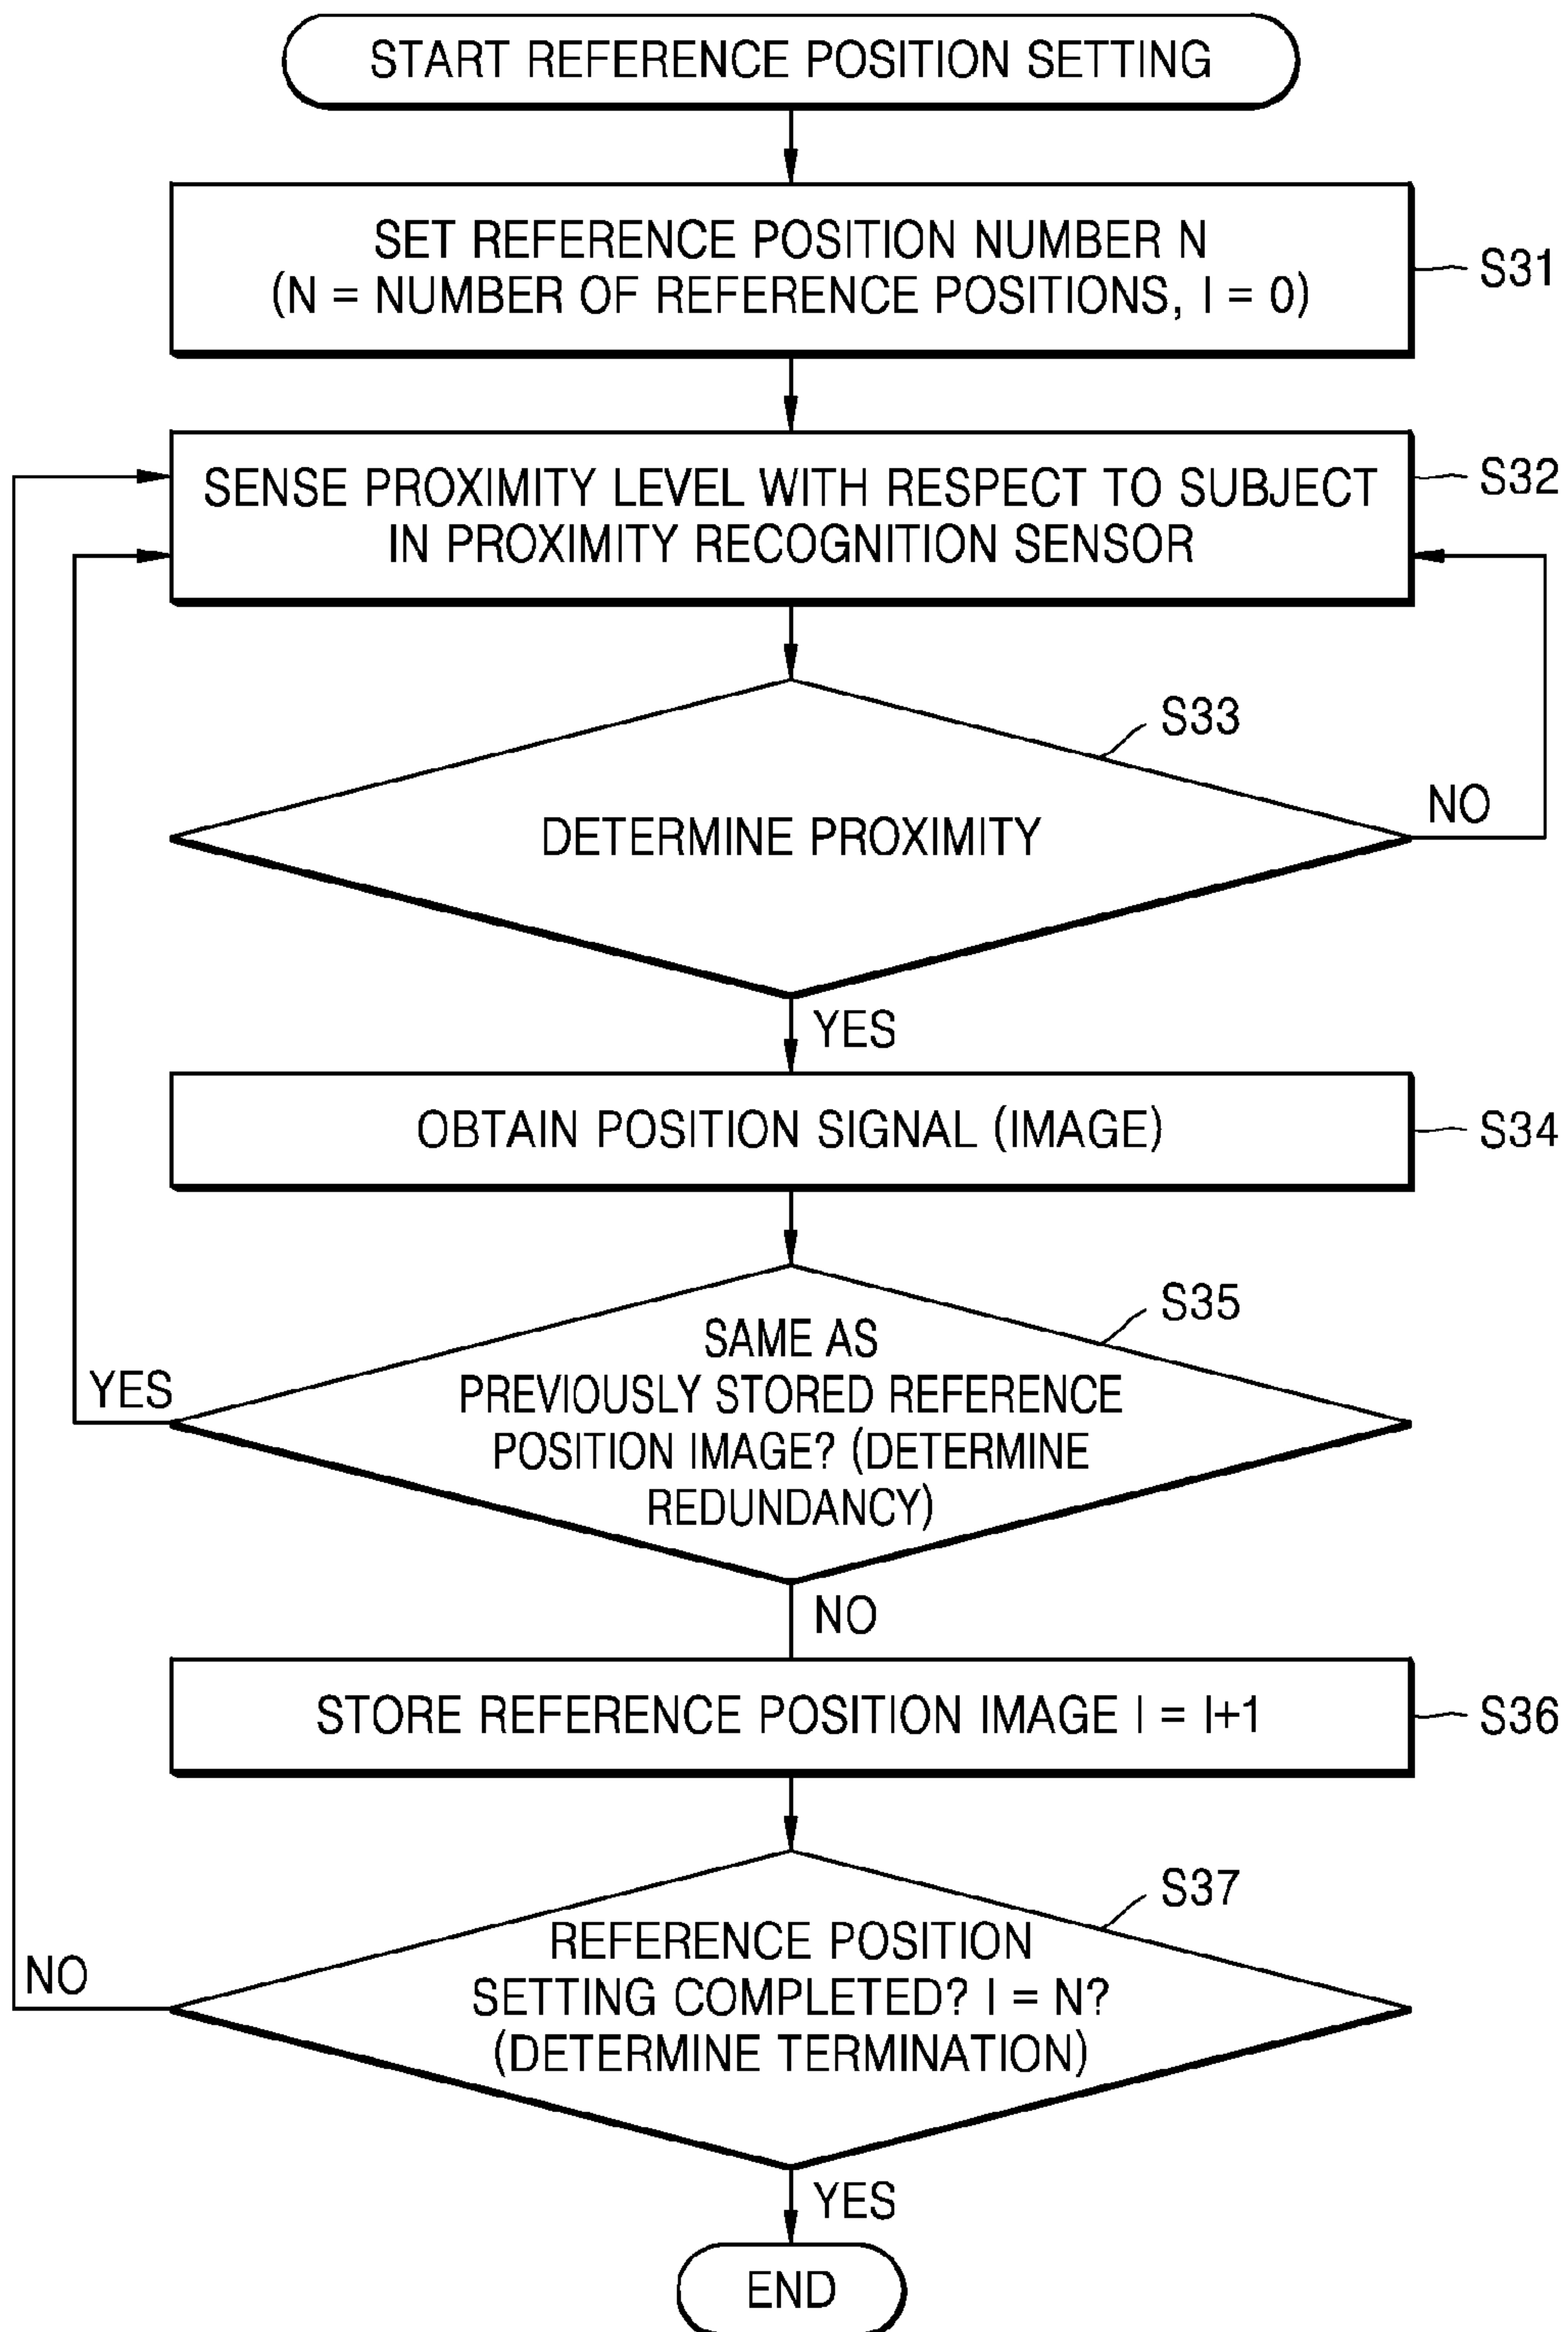 START REFERENCE POSITION SETTING
SET REFERENCE POSITION NUMBER N
(N = NUMBER OF REFERENCE POSITIONS, I = 0)
S31
SENSE PROXIMITY LEVEL WITH RESPECT TO SUBJECT
IN PROXIMITY RECOGNITION SENSOR
S32
S33
DETERMINE PROXIMITY
NO
YES
OBTAIN POSITION SIGNAL (IMAGE)
S34
S35
SAME AS
PREVIOUSLY STORED REFERENCE
POSITION IMAGE? (DETERMINE
REDUNDANCY)
YES
NO
STORE REFERENCE POSITION IMAGE I = I+1
S36
S37
REFERENCE POSITION
SETTING COMPLETED? I = N?
(DETERMINE TERMINATION)
NO
YES
END